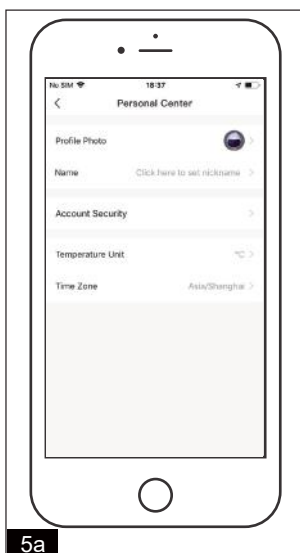 No SIM 18:37
Personal Center
Profile Photo
Name Click here to set nickname
Account Security
Temperature Unit °C
Time Zone Asia/Shanghai
5a